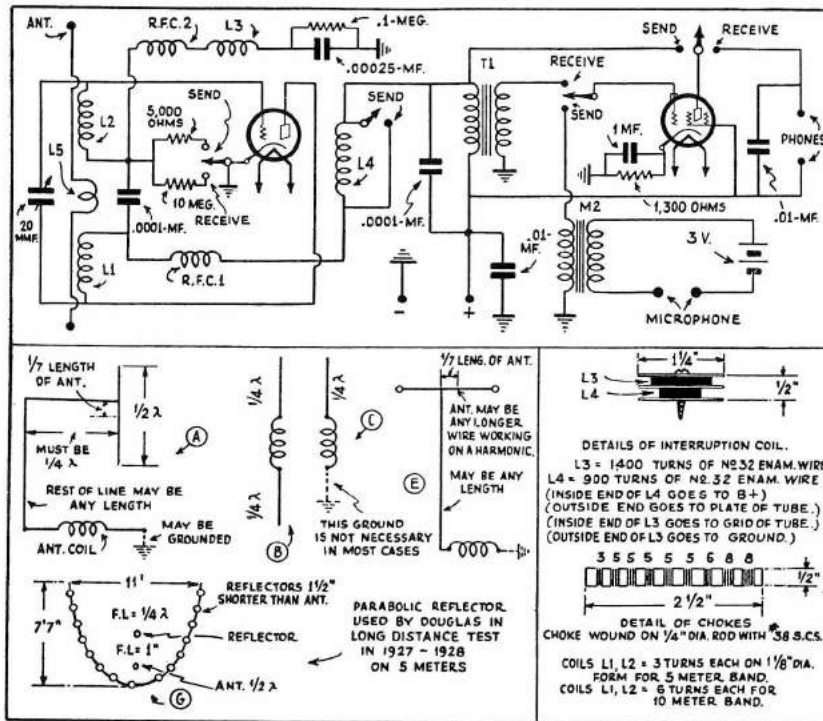 ANT.
R.F.C.2
L3
.1-MEG.
.00025-MF.
SEND
RECEIVE
T1
RECEIVE
SEND
5,000
OHMS
SEND
L2
L5
10 MEG.
RECEIVE
20
MMF.
.0001-MF.
L1
R.F.C.1
SEND
L4
.0001-MF.
-
+
.01-
MF.
1 MF.
1,300 OHMS
M2
PHONES
.01-MF.
3 V.
MICROPHONE
1/7 LENGTH
OF ANT.
1/2 λ
MUST BE
1/4 λ
A
REST OF LINE MAY BE
ANY LENGTH
ANT. COIL
MAY BE
GROUNDED
1/4 λ
1/4 λ
B
1/4 λ
C
THIS GROUND
IS NOT NECESSARY
IN MOST CASES
1/7 LENG. OF ANT.
ANT. MAY BE
ANY LONGER
WIRE WORKING
ON A HARMONIC.
E
MAY BE ANY
LENGTH
11'
7'7"
F.L = 1/4 λ
REFLECTORS 1 1/2"
SHORTER THAN ANT.
REFLECTOR
F.L = 1"
ANT. 1/2 λ
G
PARABOLIC REFLECTOR
USED BY DOUGLAS IN
LONG DISTANCE TEST
IN 1927 ~ 1928
ON 5 METERS
1 1/4"
L3
L4
1/2"
DETAILS OF INTERRUPTION COIL.
L3 = 1400 TURNS OF Nº32 ENAM. WIRE
L4 = 900 TURNS OF Nº.32 ENAM. WIRE
(INSIDE END OF L4 GOES TO B+)
(OUTSIDE END GOES TO PLATE OF TUBE.)
(INSIDE END OF L3 GOES TO GRID OF TUBE.)
(OUTSIDE END OF L3 GOES TO GROUND.)
3 5 5 5 5 5 6 8 8
1/2"
2 1/2"
DETAIL OF CHOKES
CHOKE WOUND ON 1/4" DIA. ROD WITH #38 S.C.S.
COILS L1, L2 = 3 TURNS EACH ON 1 1/8" DIA.
FORM FOR 5 METER BAND.
COILS L1, L2 = 6 TURNS EACH FOR
10 METER BAND.